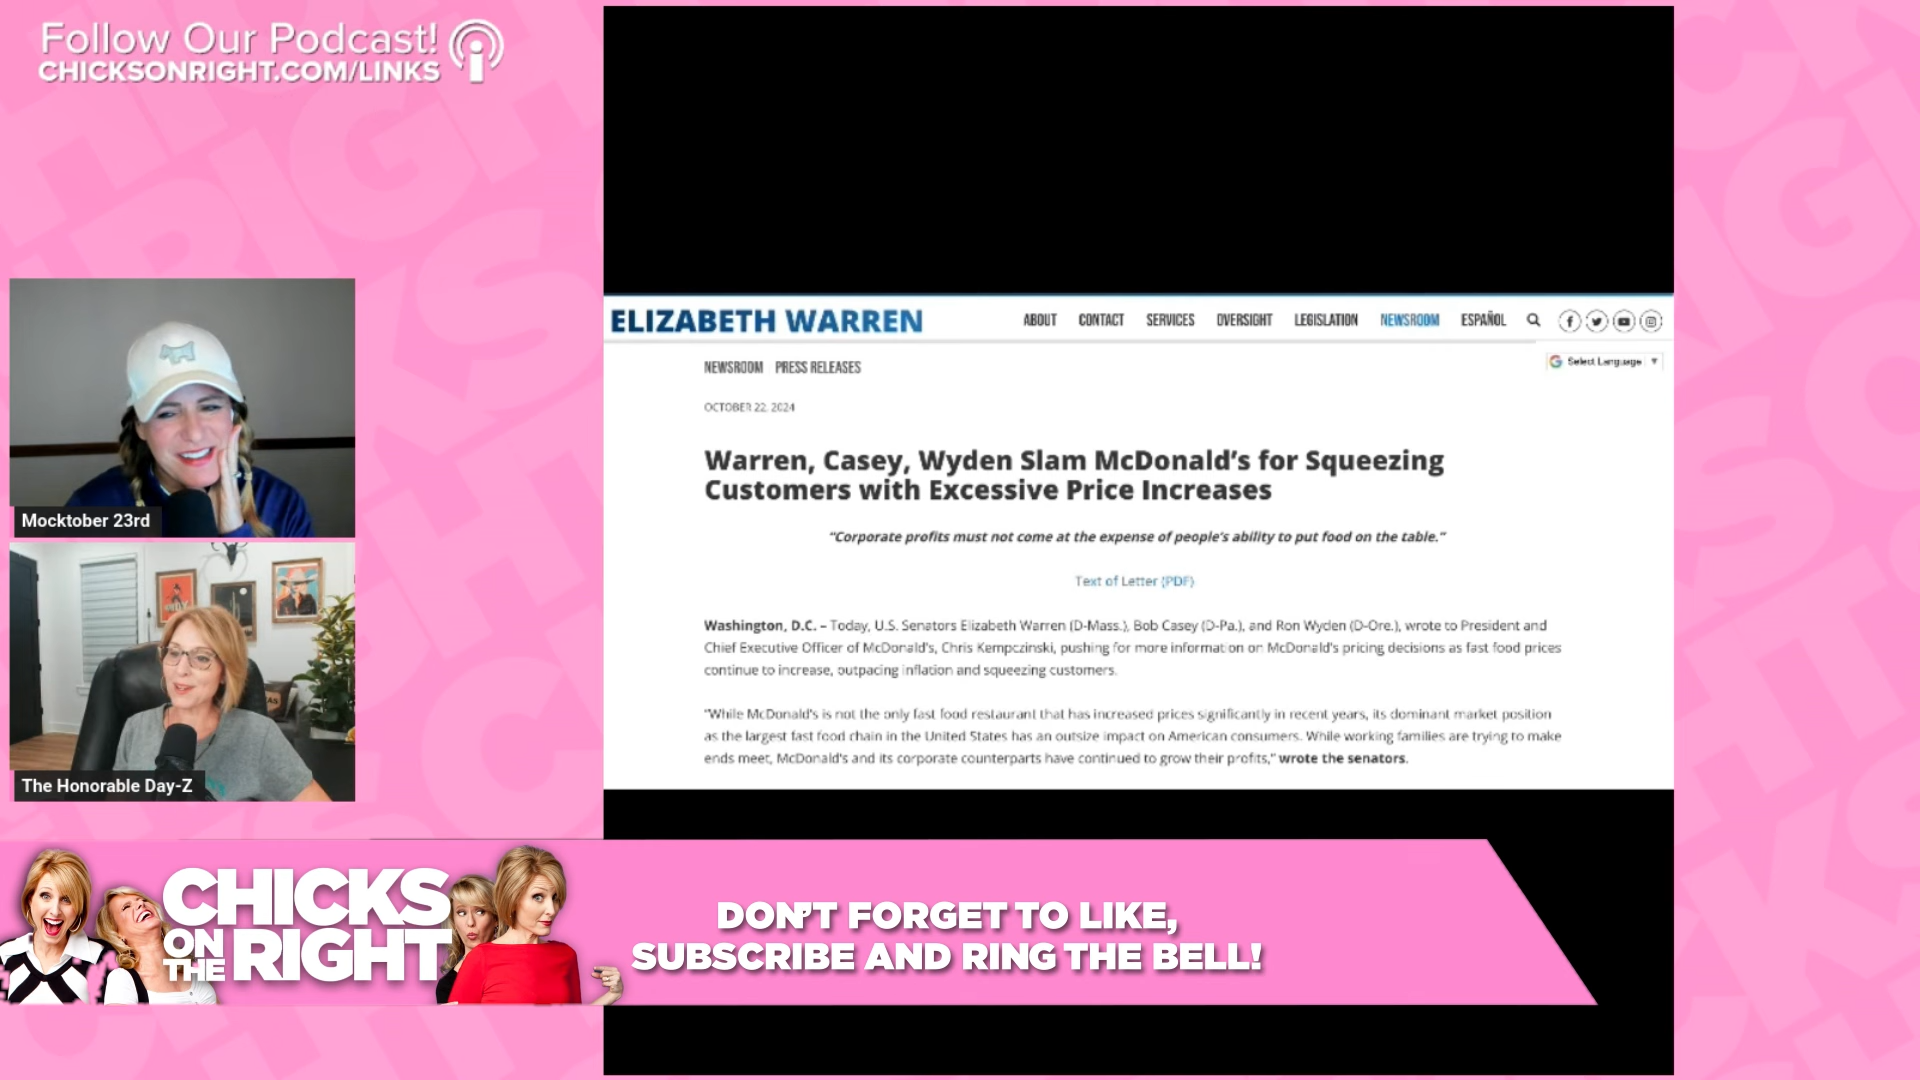 Follow Our Podcast!
CHICKSONRIGHT.COM/LINKS
Mocktober 23rd
The Honorable Day-Z
ELIZABETH WARREN
ABOUT CONTACT SERVICES OVERSIGHT LEGISLATION NEWSROOM ESPAÑOL
Select Language
NEWSROOM PRESS RELEASES
OCTOBER 22, 2024
Warren, Casey, Wyden Slam McDonald's for Squeezing
Customers with Excessive Price Increases
"Corporate profits must not come at the expense of people's ability to put food on the table."
Text of Letter (PDF)
Washington, D.C. – Today, U.S. Senators Elizabeth Warren (D-Mass.), Bob Casey (D-Pa.), and Ron Wyden (D-Ore.), wrote to President and
Chief Executive Officer of McDonald's, Chris Kempczinski, pushing for more information on McDonald's pricing decisions as fast food prices
continue to increase, outpacing inflation and squeezing customers.
"While McDonald's is not the only fast food restaurant that has increased prices significantly in recent years, its dominant market position
as the largest fast food chain in the United States has an outsize impact on American consumers. While working families are trying to make
ends meet, McDonald's and its corporate counterparts have continued to grow their profits," wrote the senators.
CHICKS
ON
THE RIGHT
DON'T FORGET TO LIKE,
SUBSCRIBE AND RING THE BELL!